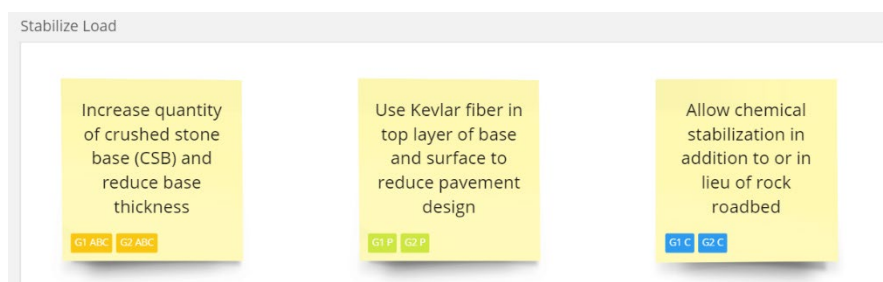 Stabilize Load
Increase quantity
of crushed stone
base (CSB) and
reduce base
thickness
G1 ABC G2 ABC
Use Kevlar fiber in
top layer of base
and surface to
reduce pavement
design
G1 P G2 P
Allow chemical
stabilization in
addition to or in
lieu of rock
roadbed
G1 C G2 C